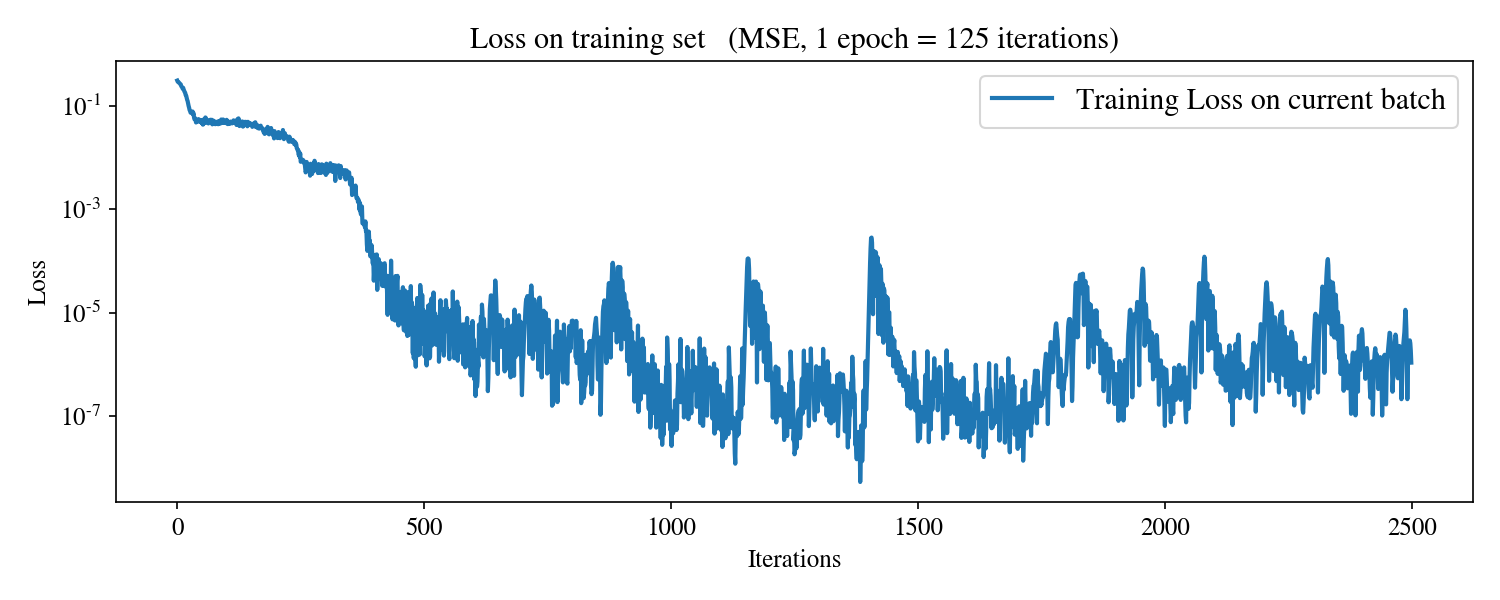 Loss on training set   (MSE, 1 epoch = 125 iterations)
Training Loss on current batch
Loss
10⁻¹
10⁻³
10⁻⁵
10⁻⁷
0 500 1000 1500 2000 2500
Iterations